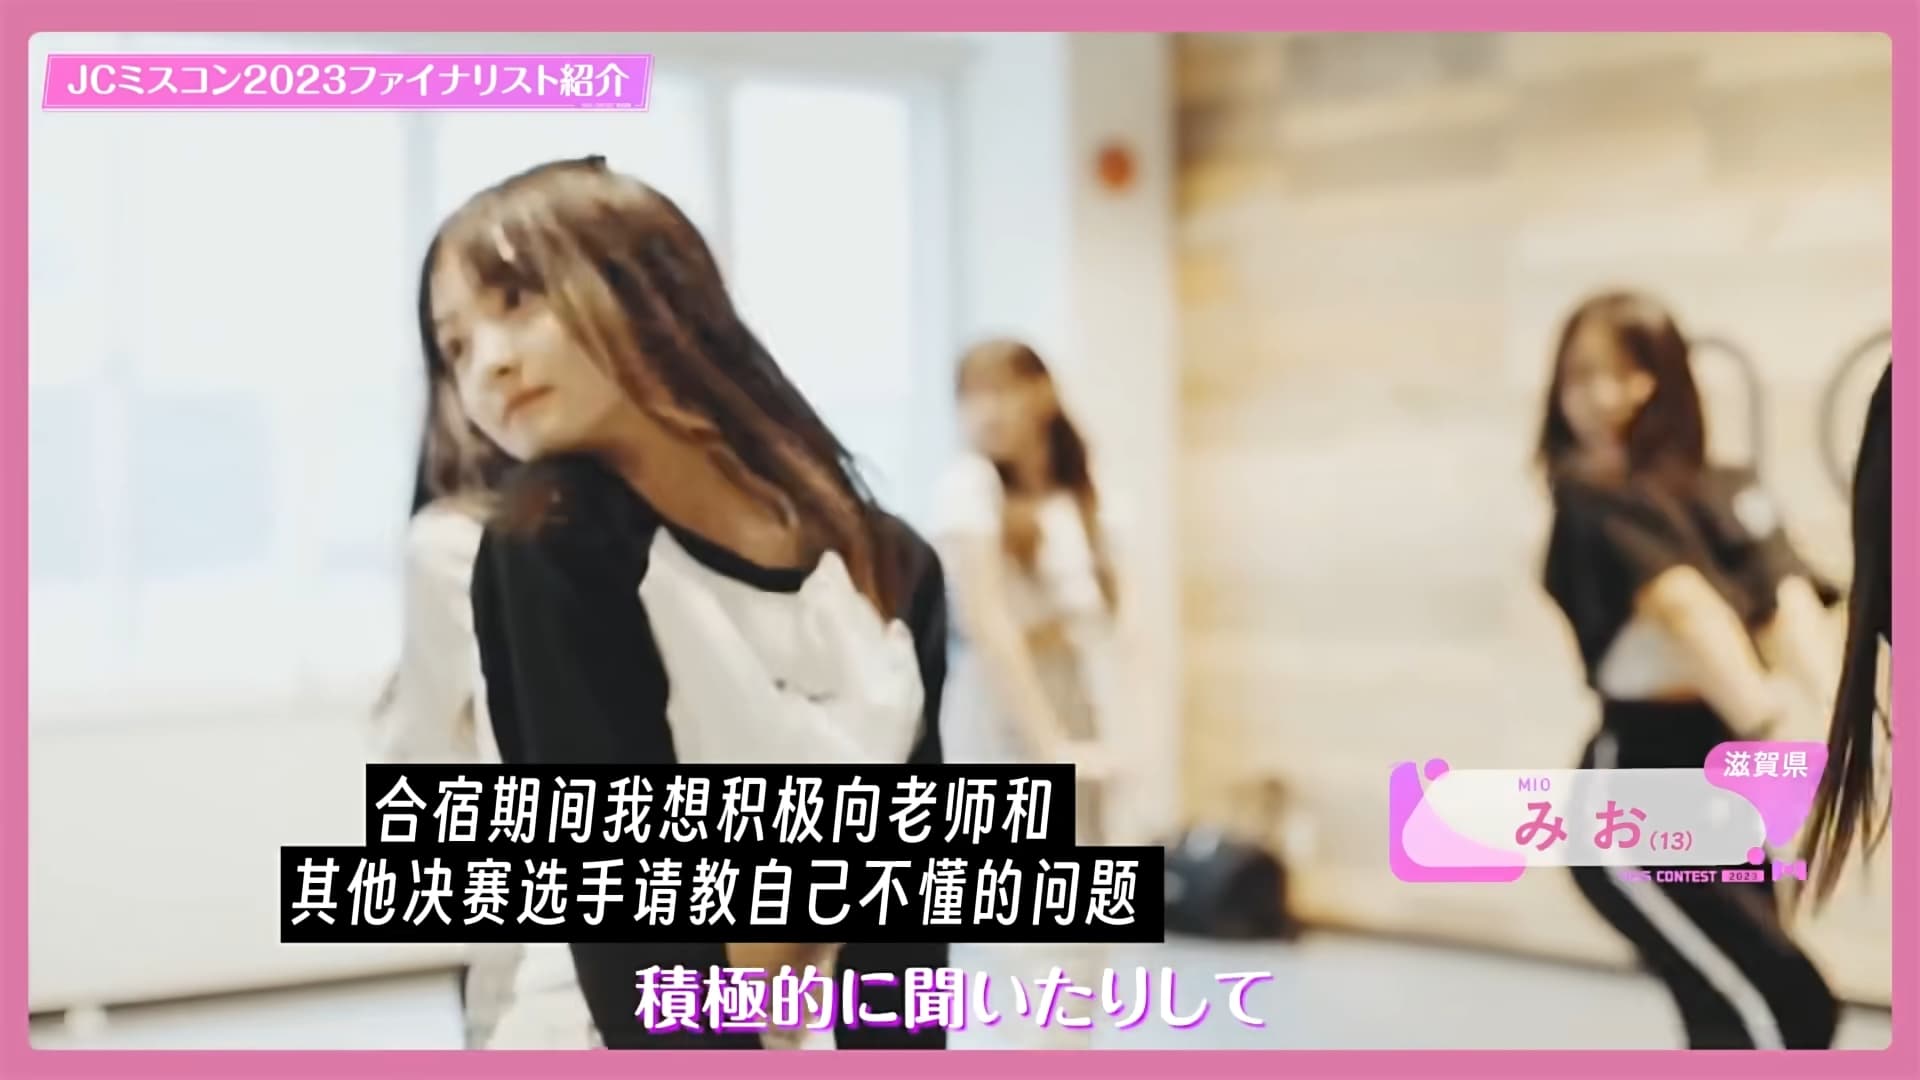 JCミスコン2023ファイナリスト紹介
滋賀県
MIO
みお(13)
MISS CONTEST 2023
合宿期间我想积极向老师和
其他决赛选手请教自己不懂的问题
積極的に聞いたりして